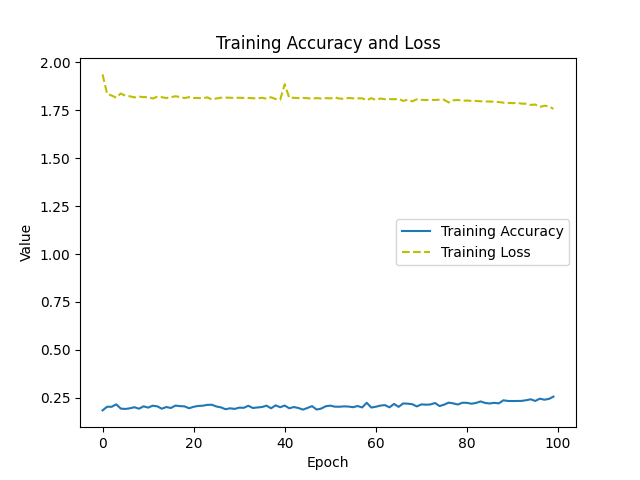 Training Accuracy and Loss
2.00
1.75
1.50
1.25
1.00
0.75
0.50
0.25
Value
Training Accuracy
Training Loss
0 20 40 60 80 100
Epoch